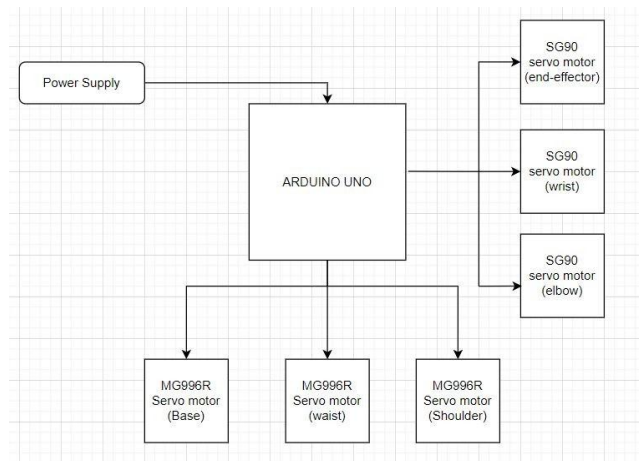 Power Supply
ARDUINO UNO
SG90
servo motor
(end-effector)
SG90
servo motor
(wrist)
SG90
servo motor
(elbow)
MG996R
Servo motor
(Base)
MG996R
Servo motor
(waist)
MG996R
Servo motor
(Shoulder)